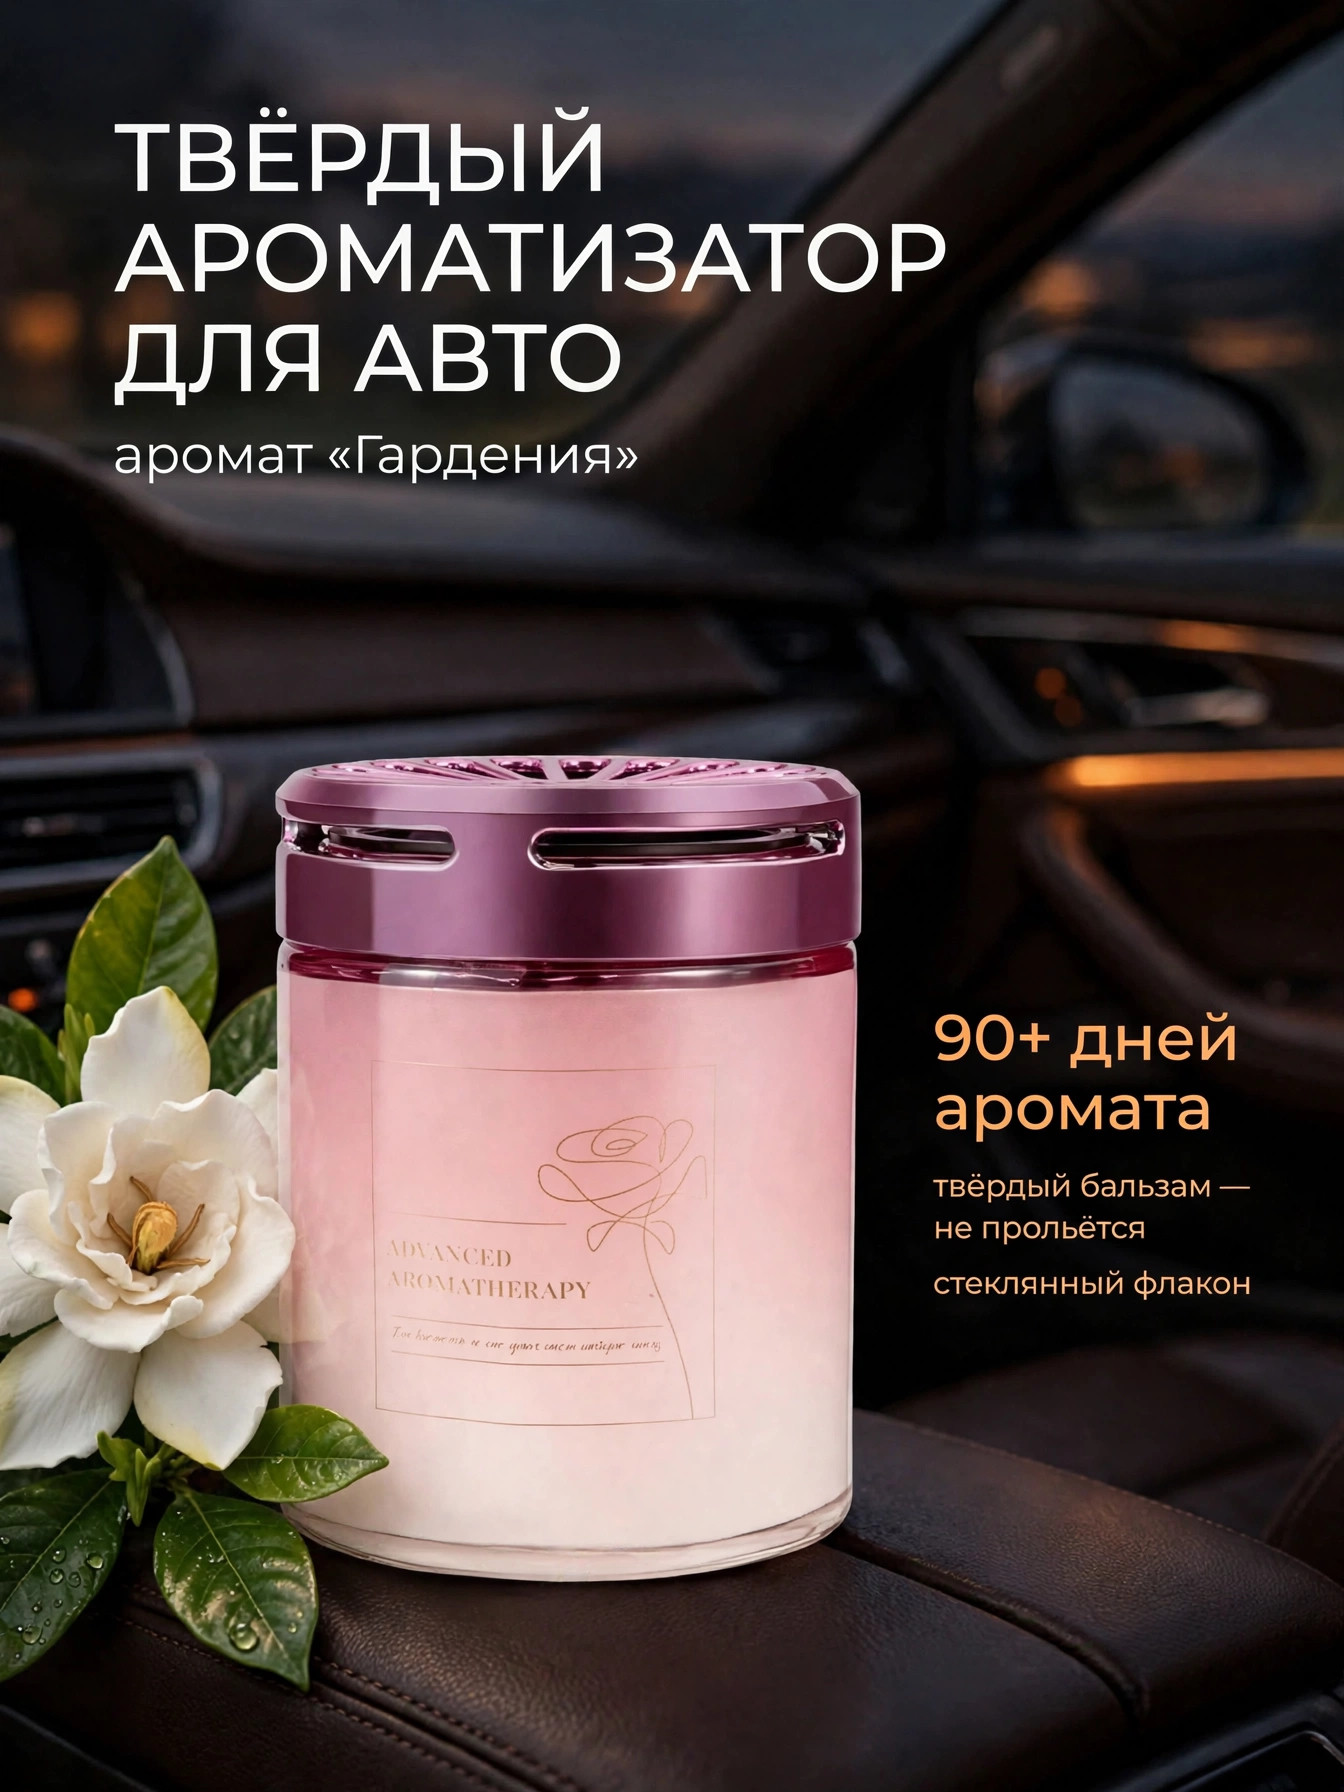 ТВЁРДЫЙ
АРОМАТИЗАТОР
ДЛЯ АВТО
аромат «Гардения»
90+ дней
аромата
твёрдый бальзам —
не прольётся
стеклянный флакон
ADVANCED
AROMATHERAPY